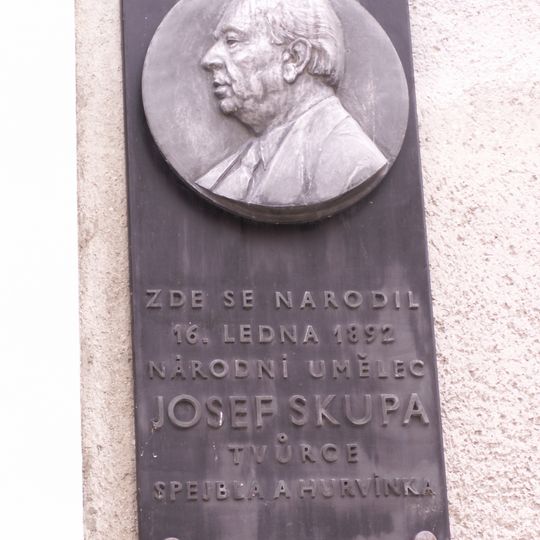 ZDE SE NARODIL
16. LEDNA 1892
NÁRODNÍ UMĚLEC
JOSEF SKUPA
TVŮRCE
SPEJBLA A HURVÍNKA